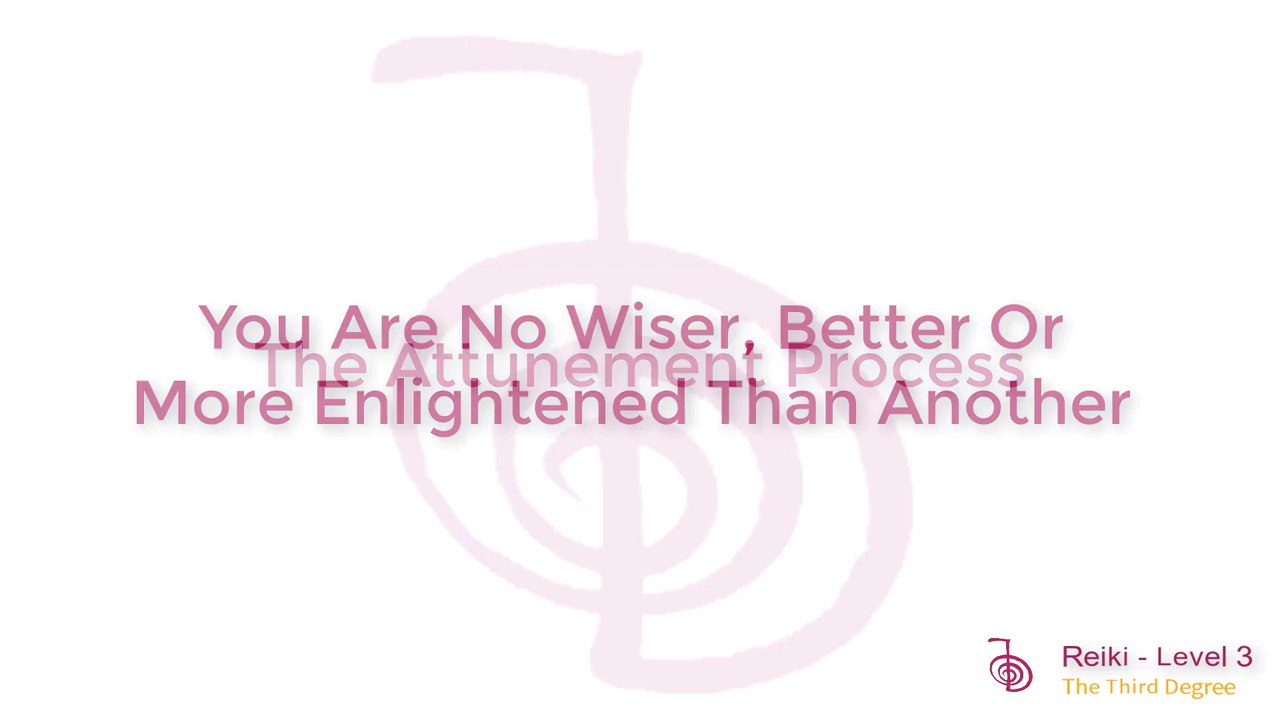 You Are No Wiser, Better Or
The Attunement Process
More Enlightened Than Another
Reiki - Level 3
The Third Degree